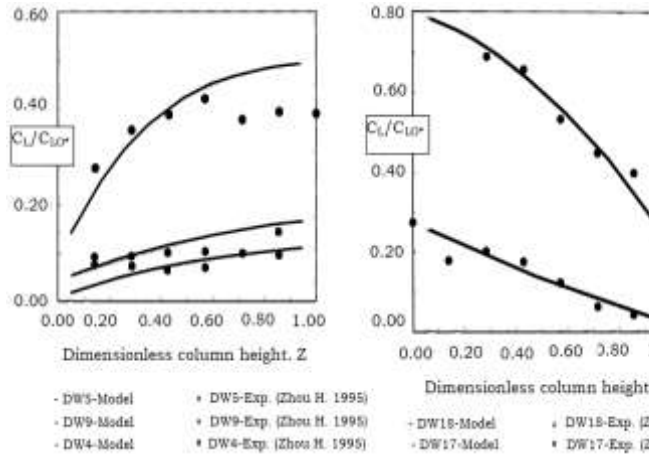 0.60
0.40
C_L/C_LO*
0.20
0.00
0.00 0.20 0.40 0.60 0.80 1.00
Dimensionless column height. Z
- DW5-Model
• DW5-Exp. (Zhou H. 1995)
- DW9-Model
• DW9-Exp. (Zhou H. 1995)
- DW4-Model
• DW4-Exp. (Zhou H. 1995)
0.80
0.60
C_L/C_LO*
0.40
0.20
0.00
0.00 0.20 0.40 0.60 0.80
Dimensionless column height
- DW18-Model
• DW18-Exp. (Z
- DW17-Model
• DW17-Exp. (Z